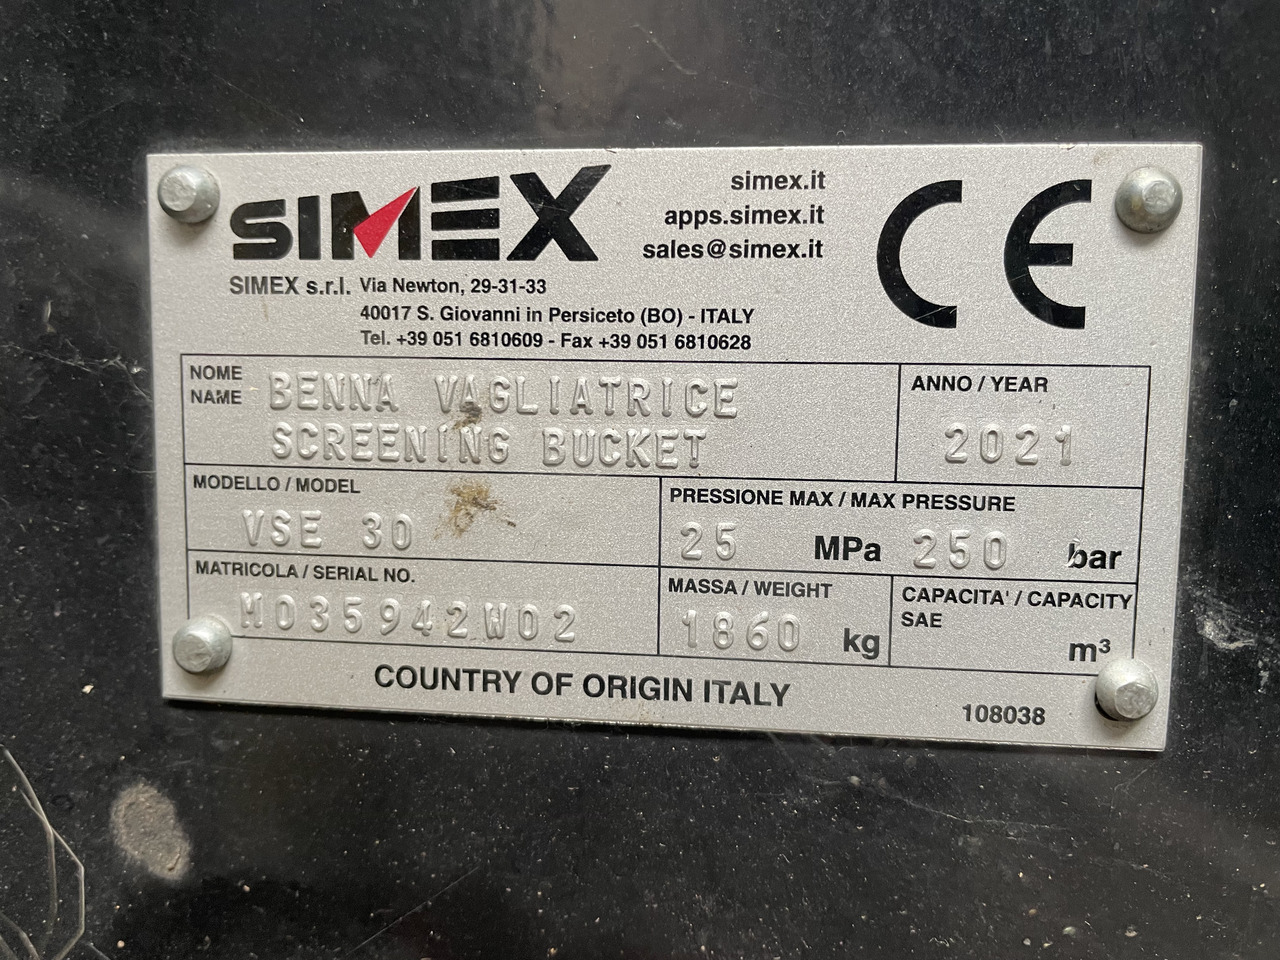 SIMEX
simex.it
apps.simex.it
sales@simex.it
CE
SIMEX s.r.l. Via Newton, 29-31-33
40017 S. Giovanni in Persiceto (BO) - ITALY
Tel. +39 051 6810609 - Fax +39 051 6810628
NOME
NAME
BENNA VAGLIATRICE
SCREENING BUCKET
ANNO / YEAR
2021
MODELLO / MODEL
VSE 30
PRESSIONE MAX / MAX PRESSURE
25 MPa 250 bar
MATRICOLA / SERIAL NO.
M035942W02
MASSA / WEIGHT
1860 kg
CAPACITA' / CAPACITY
SAE
m³
COUNTRY OF ORIGIN ITALY
108038